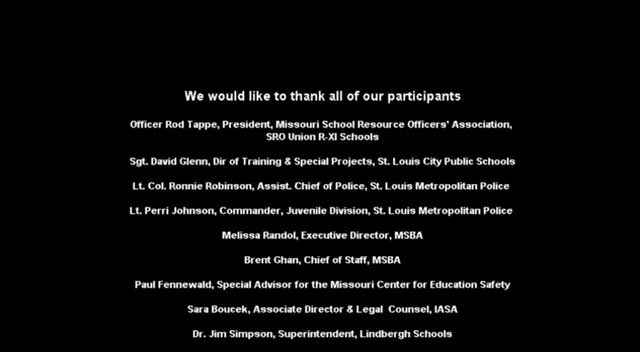 We would like to thank all of our participants
Officer Rod Tappe, President, Missouri School Resource Officers' Association,
SRO Union R-XI Schools
Sgt. David Glenn, Dir of Training & Special Projects, St. Louis City Public Schools
Lt. Col. Ronnie Robinson, Assist. Chief of Police, St. Louis Metropolitan Police
Lt. Perri Johnson, Commander, Juvenile Division, St. Louis Metropolitan Police
Melissa Randol, Executive Director, MSBA
Brent Ghan, Chief of Staff, MSBA
Paul Fennewald, Special Advisor for the Missouri Center for Education Safety
Sara Boucek, Associate Director & Legal Counsel, IASA
Dr. Jim Simpson, Superintendent, Lindbergh Schools